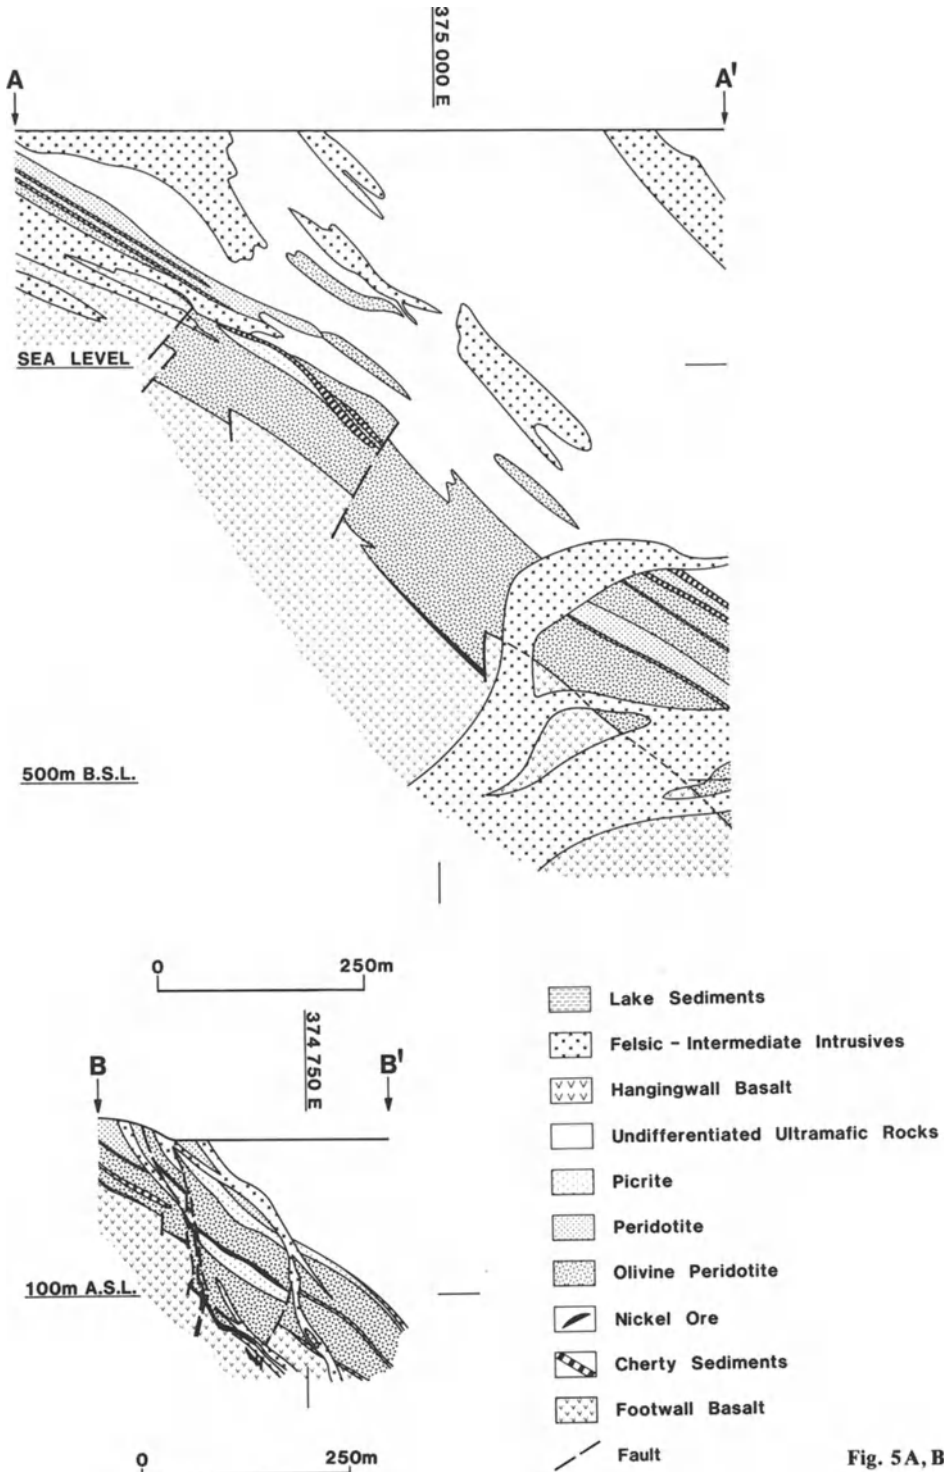 375 000 E
A
A'
SEA LEVEL
500m B.S.L.
0 250m
374 750 E
B
B'
100m A.S.L.
0 250m
Lake Sediments
Felsic - Intermediate Intrusives
Hangingwall Basalt
Undifferentiated Ultramafic Rocks
Picrite
Peridotite
Olivine Peridotite
Nickel Ore
Cherty Sediments
Footwall Basalt
Fault
Fig. 5A, B